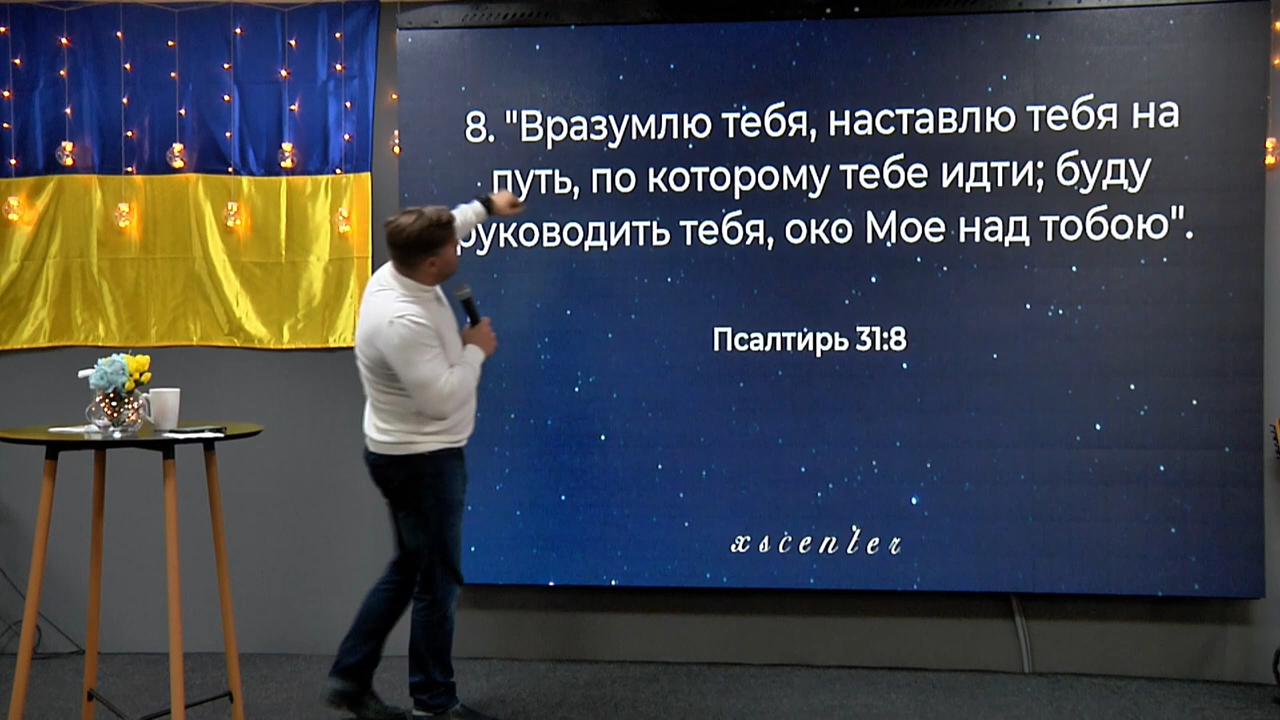 8. "Вразумлю тебя, наставлю тебя на
путь, по которому тебе идти; буду
руководить тебя, око Мое над тобою".
Псалтирь 31:8
xscenter